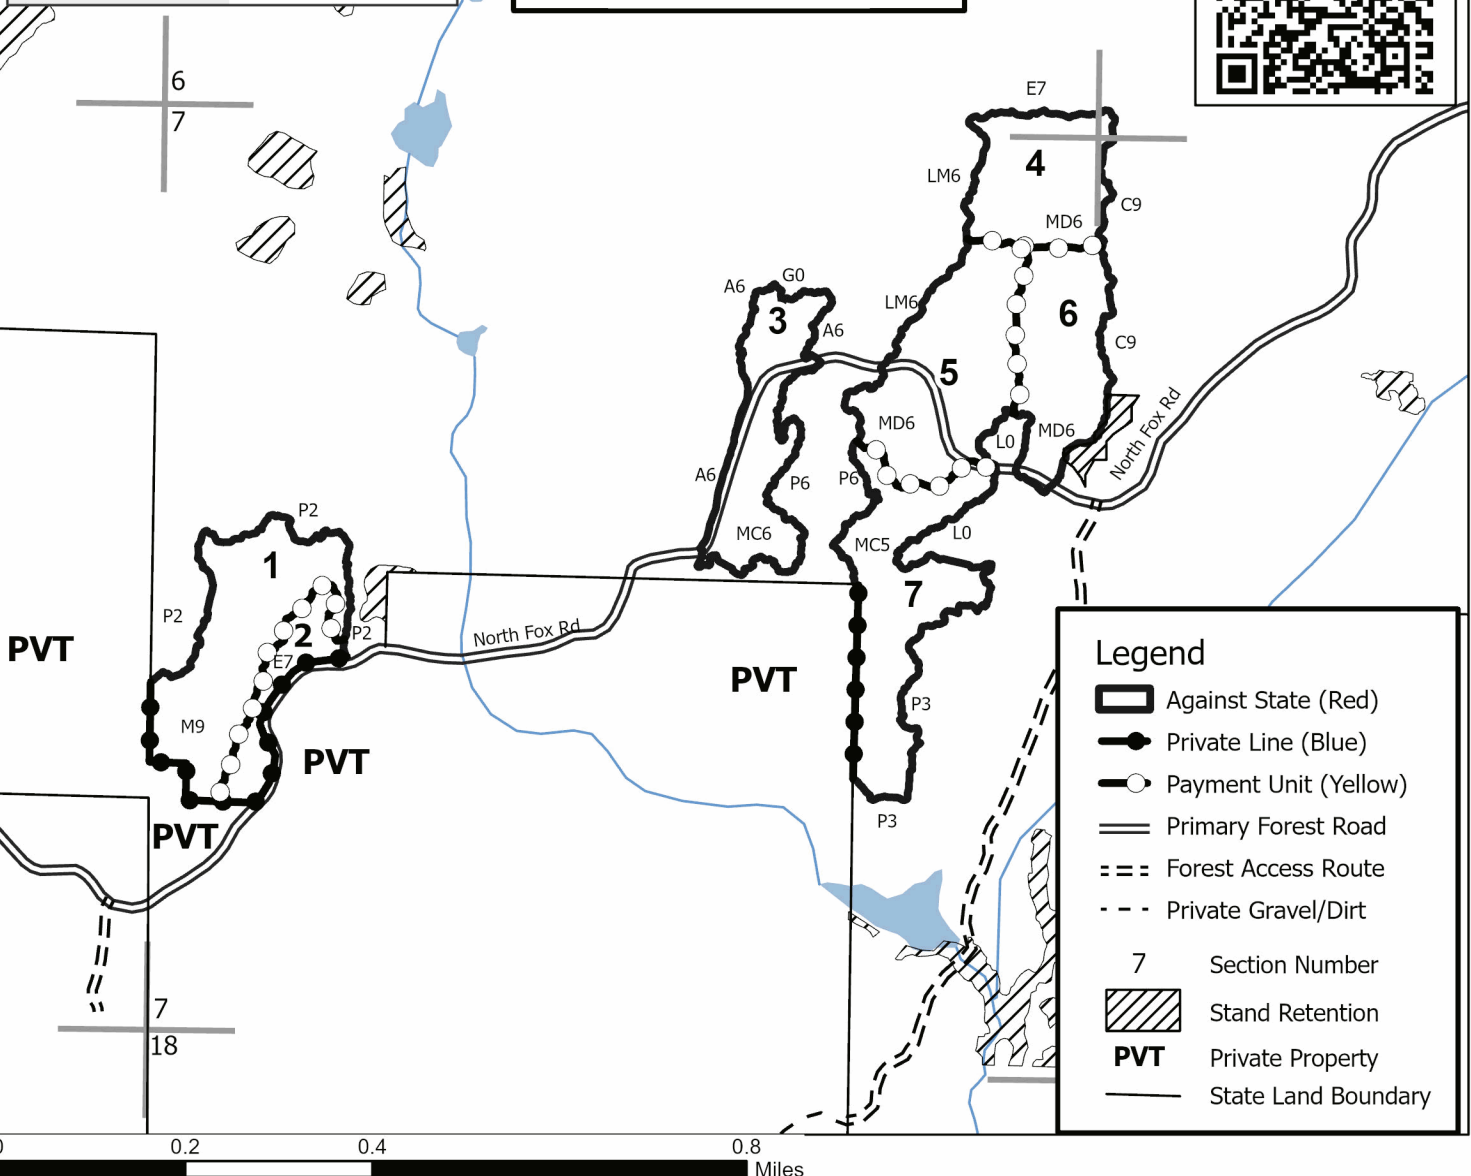 6
7
E7
4
LM6
C9
MD6
G0
A6
3
A6
LM6
6
C9
5
MD6
L0
MD6
North Fox Rd
A6
P6
P6
P2
MC6
L0
MC5
1
7
P2
2
P2
E7
North Fox Rd
PVT
PVT
P3
M9
PVT
P3
PVT
7
18
Legend
Against State (Red)
Private Line (Blue)
Payment Unit (Yellow)
Primary Forest Road
Forest Access Route
Private Gravel/Dirt
7 Section Number
Stand Retention
PVT Private Property
State Land Boundary
0 0.2 0.4 0.8
Miles